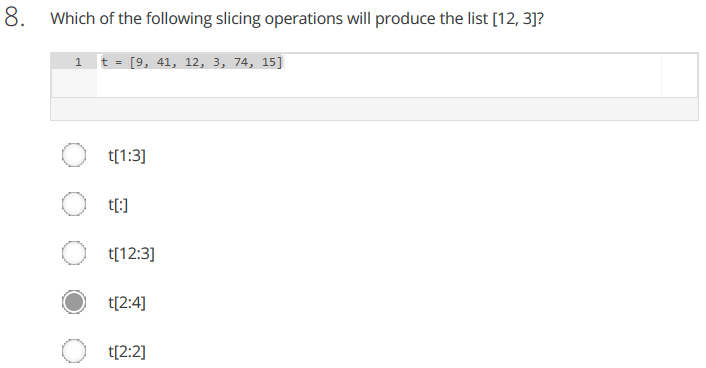 8. Which of the following slicing operations will produce the list [12, 3]?
1 t = [9, 41, 12, 3, 74, 15]
t[1:3]
t[:]
t[12:3]
t[2:4]
t[2:2]